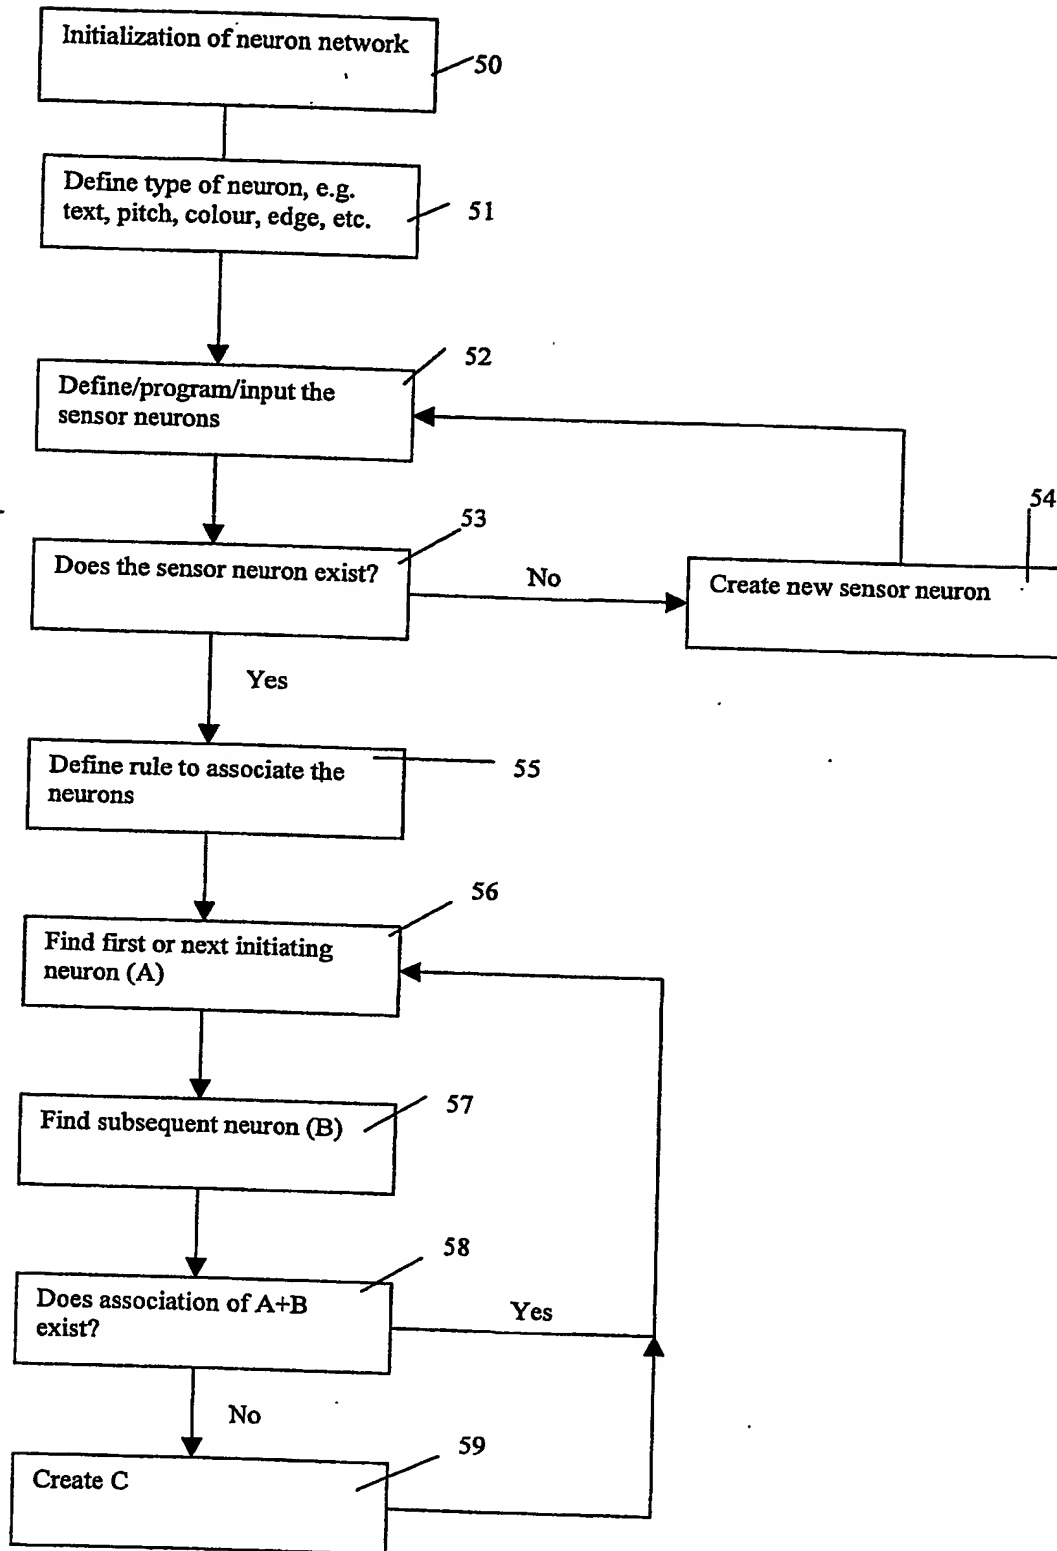 Initialization of neuron network
50
Define type of neuron, e.g.
text, pitch, colour, edge, etc.
51
52
Define/program/input the
sensor neurons
53
54
Does the sensor neuron exist?
No
Create new sensor neuron
Yes
Define rule to associate the
neurons
55
56
Find first or next initiating
neuron (A)
57
Find subsequent neuron (B)
58
Does association of A+B
exist?
Yes
No
59
Create C